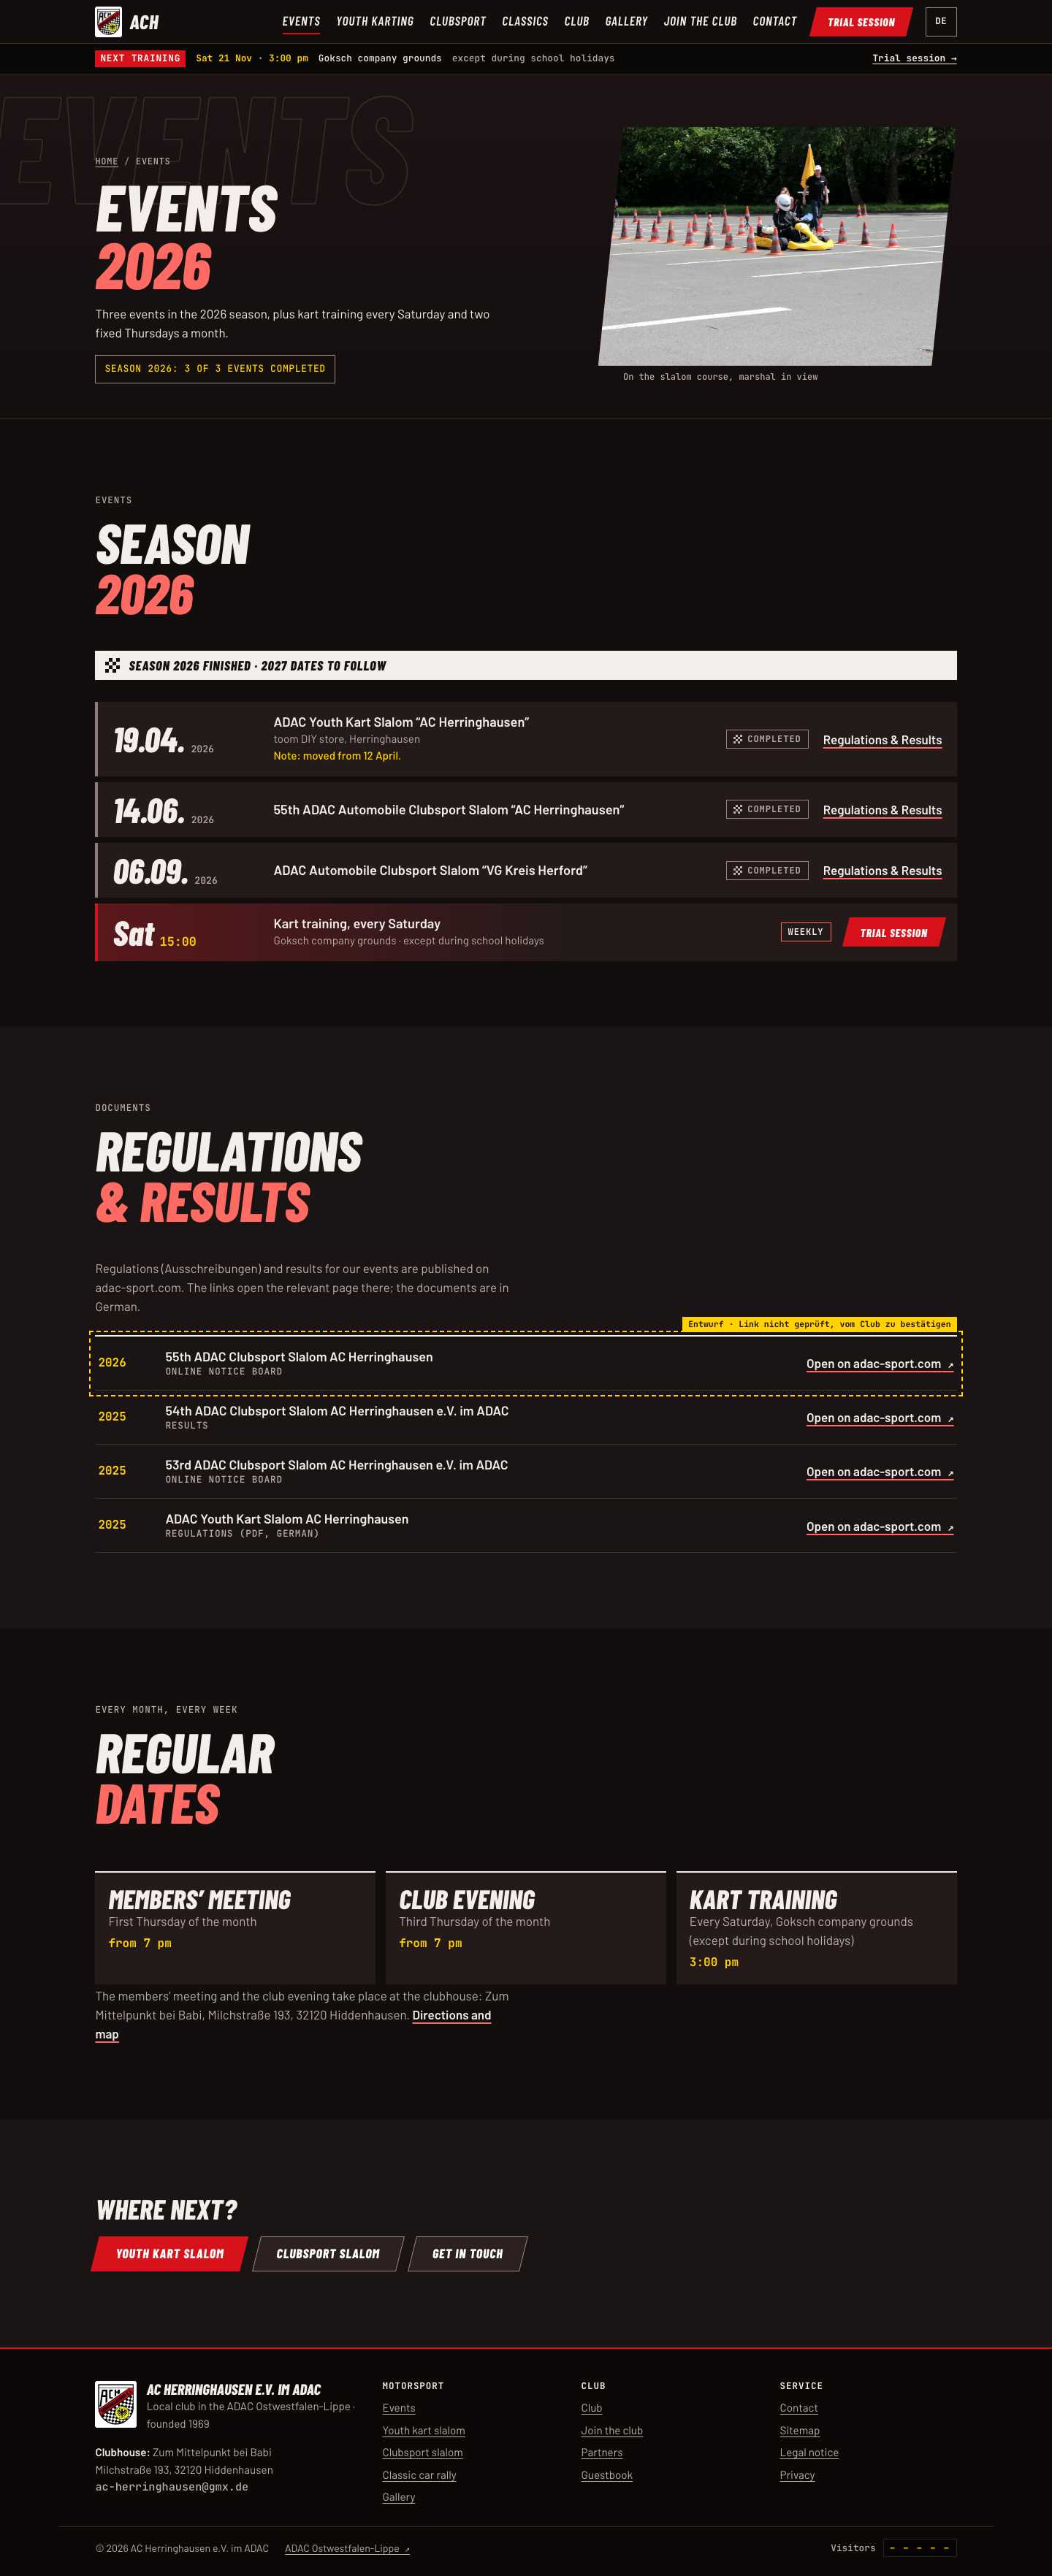 ACH
EVENTS YOUTH KARTING CLUBSPORT CLASSICS CLUB GALLERY JOIN THE CLUB CONTACT TRIAL SESSION DE
NEXT TRAINING Sat 21 Nov · 3:00 pm Goksch company grounds except during school holidays Trial session →
EVENTS
HOME / EVENTS
EVENTS
2026
Three events in the 2026 season, plus kart training every Saturday and two
fixed Thursdays a month.
SEASON 2026: 3 OF 3 EVENTS COMPLETED
On the slalom course, marshal in view
EVENTS
SEASON
2026
SEASON 2026 FINISHED · 2027 DATES TO FOLLOW
19.04. 2026
ADAC Youth Kart Slalom “AC Herringhausen”
toom DIY store, Herringhausen
Note: moved from 12 April.
COMPLETED Regulations & Results
14.06. 2026
55th ADAC Automobile Clubsport Slalom “AC Herringhausen”
COMPLETED Regulations & Results
06.09. 2026
ADAC Automobile Clubsport Slalom “VG Kreis Herford”
COMPLETED Regulations & Results
Sat 15:00
Kart training, every Saturday
Goksch company grounds · except during school holidays
WEEKLY TRIAL SESSION
DOCUMENTS
REGULATIONS
& RESULTS
Regulations (Ausschreibungen) and results for our events are published on
adac-sport.com. The links open the relevant page there; the documents are in
German.
Entwurf · Link nicht geprüft, vom Club zu bestätigen
2026
55th ADAC Clubsport Slalom AC Herringhausen
ONLINE NOTICE BOARD
Open on adac-sport.com ↗
2025
54th ADAC Clubsport Slalom AC Herringhausen e.V. im ADAC
RESULTS
Open on adac-sport.com ↗
2025
53rd ADAC Clubsport Slalom AC Herringhausen e.V. im ADAC
ONLINE NOTICE BOARD
Open on adac-sport.com ↗
2025
ADAC Youth Kart Slalom AC Herringhausen
REGULATIONS (PDF, GERMAN)
Open on adac-sport.com ↗
EVERY MONTH, EVERY WEEK
REGULAR
DATES
MEMBERS’ MEETING
First Thursday of the month
from 7 pm
CLUB EVENING
Third Thursday of the month
from 7 pm
KART TRAINING
Every Saturday, Goksch company grounds
(except during school holidays)
3:00 pm
The members’ meeting and the club evening take place at the clubhouse: Zum
Mittelpunkt bei Babi, Milchstraße 193, 32120 Hiddenhausen. Directions and
map
WHERE NEXT?
YOUTH KART SLALOM CLUBSPORT SLALOM GET IN TOUCH
ACH
AC HERRINGHAUSEN E.V. IM ADAC
Local club in the ADAC Ostwestfalen-Lippe ·
founded 1969
Clubhouse: Zum Mittelpunkt bei Babi
Milchstraße 193, 32120 Hiddenhausen
ac-herringhausen@gmx.de
MOTORSPORT
Events
Youth kart slalom
Clubsport slalom
Classic car rally
Gallery
CLUB
Club
Join the club
Partners
Guestbook
SERVICE
Contact
Sitemap
Legal notice
Privacy
© 2026 AC Herringhausen e.V. im ADAC ADAC Ostwestfalen-Lippe ↗
Visitors - - - - -